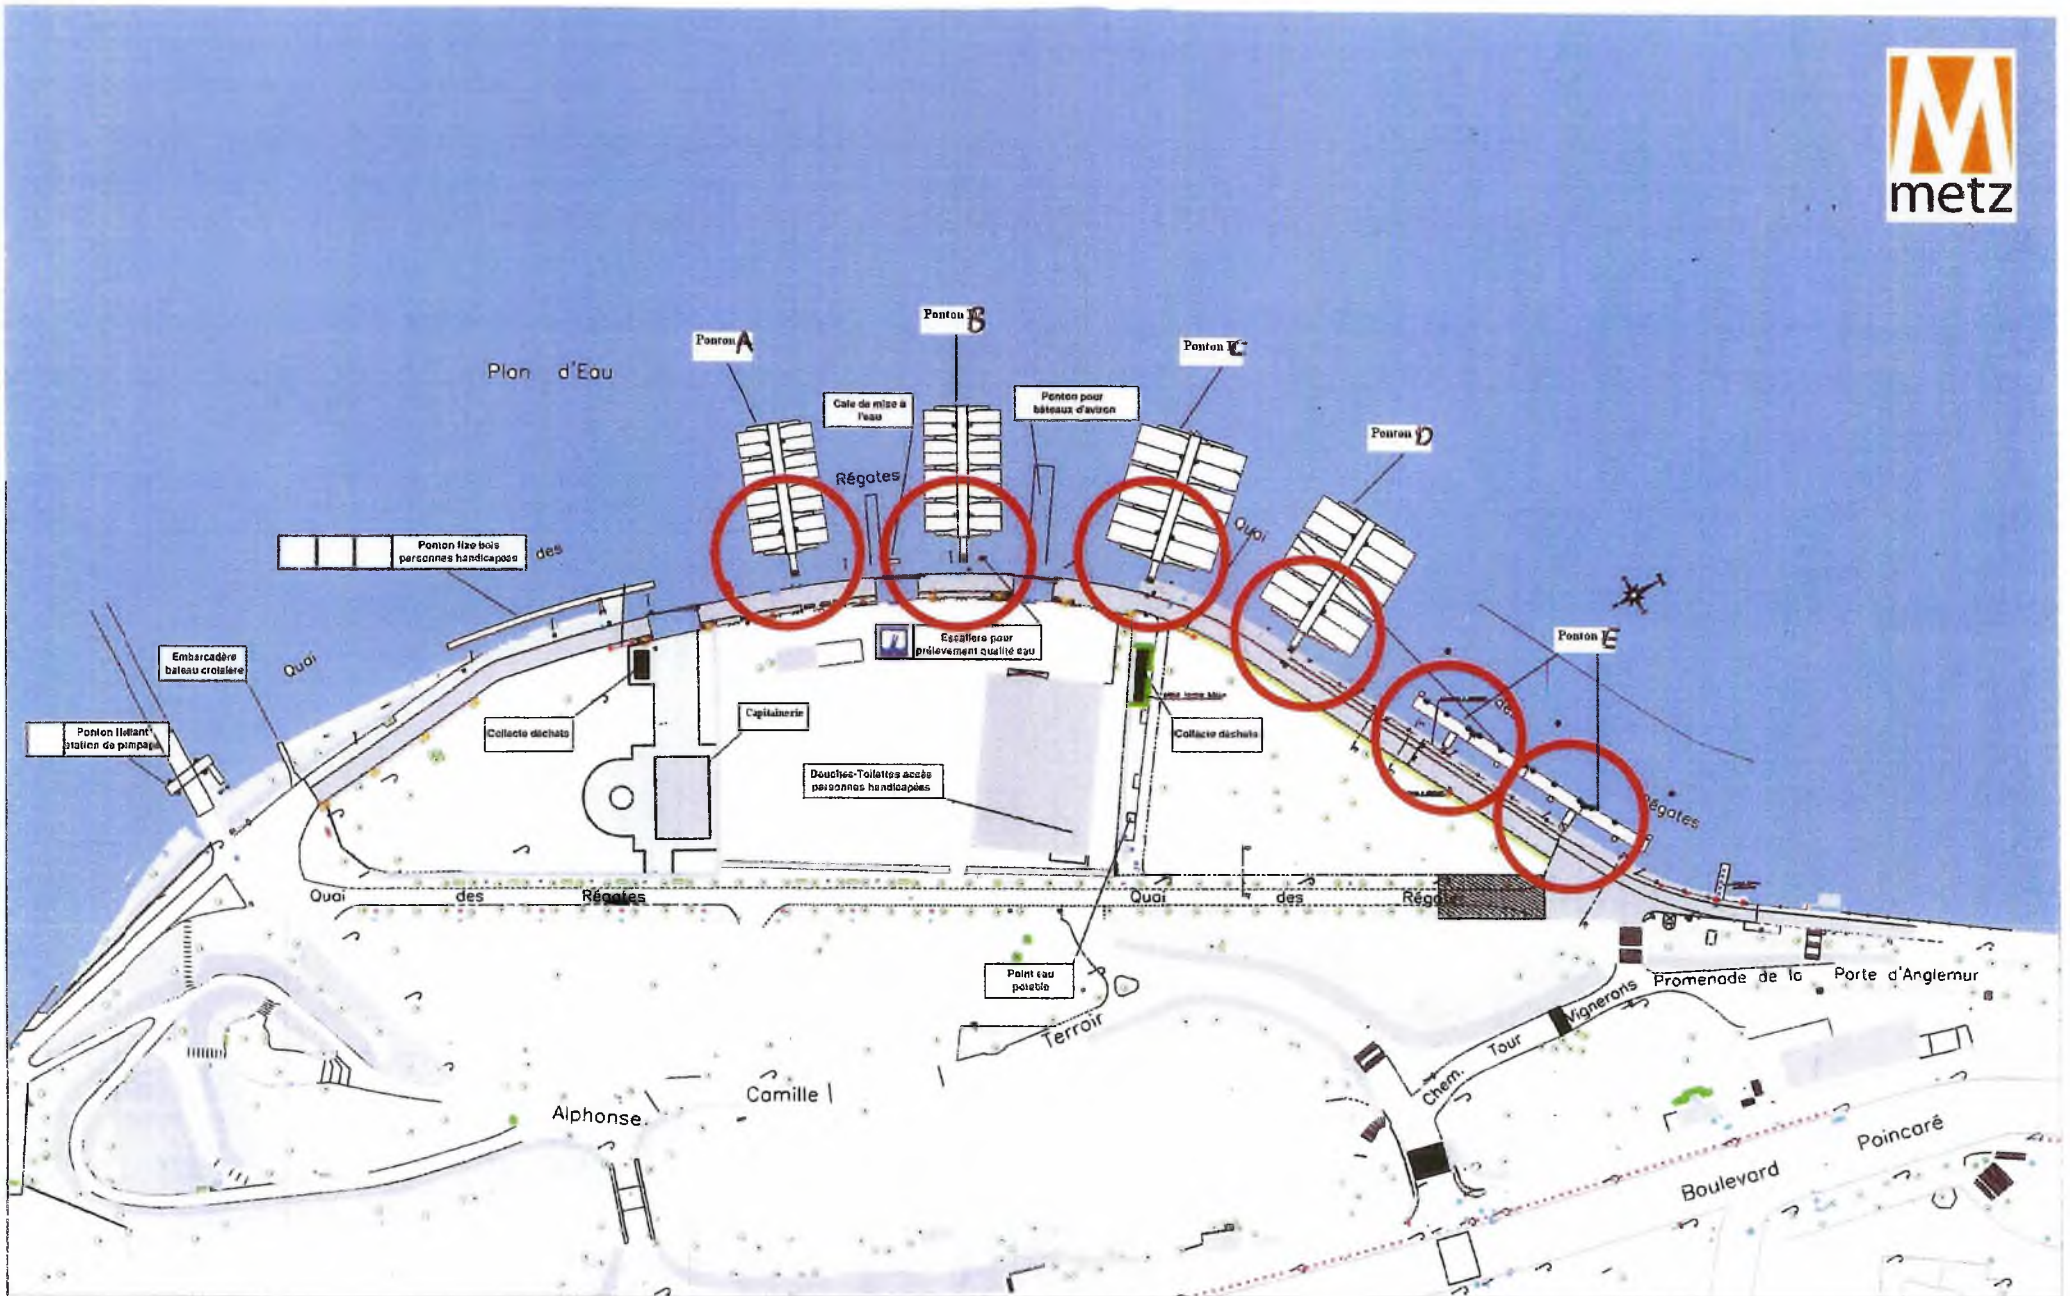 metz
Ponton B
Ponton A
Ponton C
Plan d'Eau
Cale de mise à
l'eau
Ponton pour
bâteaux d'aviron
Ponton D
Régates
Quai
Ponton fixe bois
personnes handicapées
des
Ponton E
Escaliers pour
prélèvement qualité eau
Quai
Embarcadère
bateau croisière
des
Capitainerie
Ponton flottant
station de pompage
Collecte déchets
Collecte déchets
Douches-Toilettes accès
personnes handicapées
Régates
Quai des Régates
Quai des Régates
Point eau
potable
Promenade de la Porte d'Anglemur
Vignerons
Terroir
Tour
Chem.
Camille
Alphonse
Poincaré
Boulevard